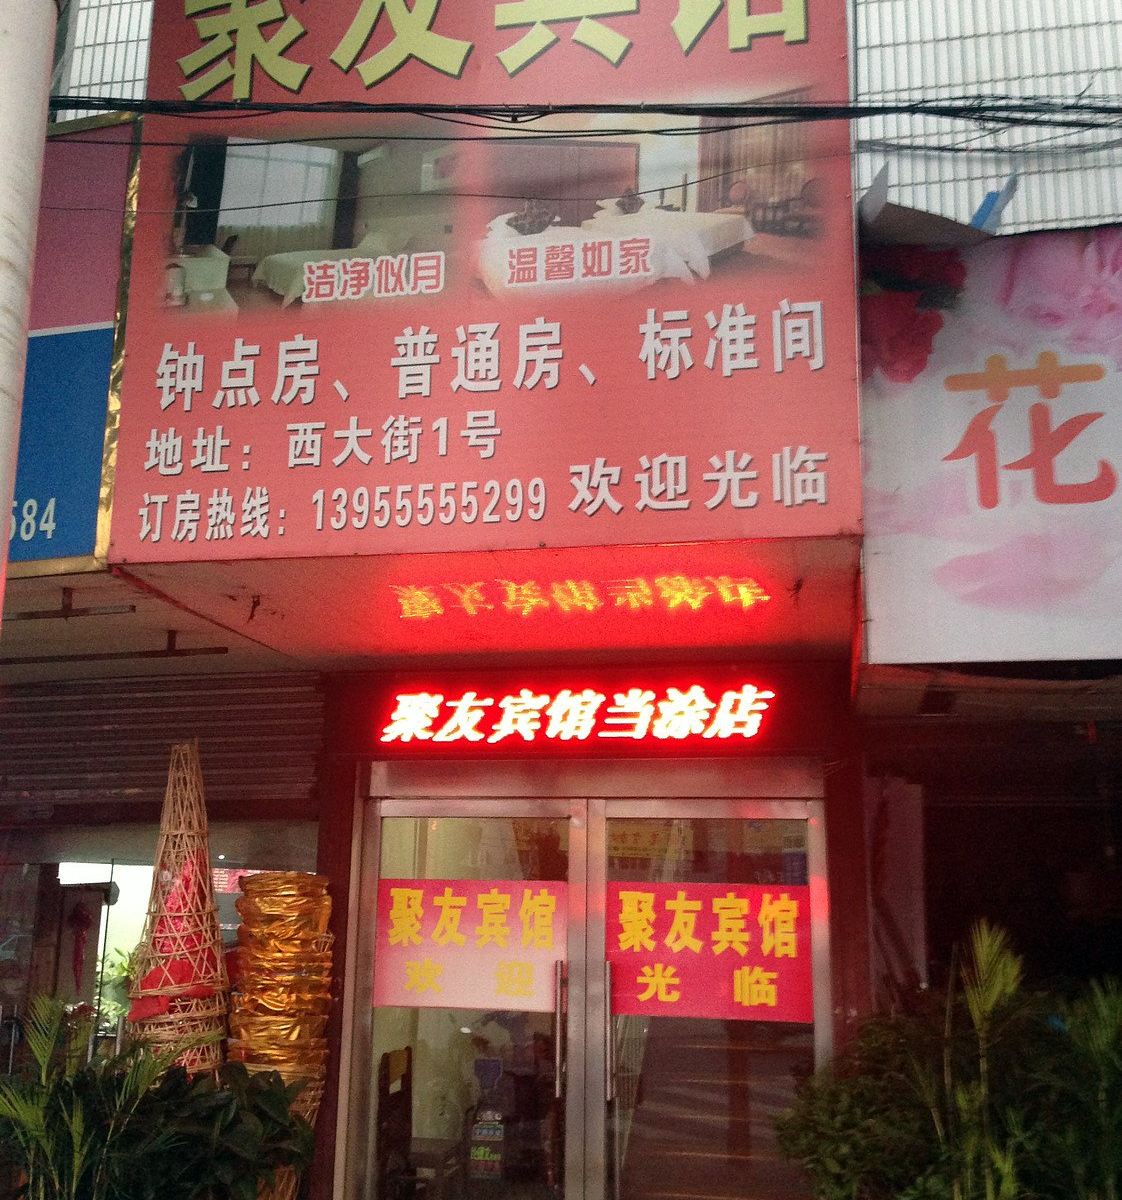 聚友宾馆
洁净似月 温馨如家
钟点房、普通房、标准间
地址：西大街1号
订房热线：13955555299 欢迎光临
584
花
聚友宾馆当涂店
聚友宾馆 聚友宾馆
欢迎 光临